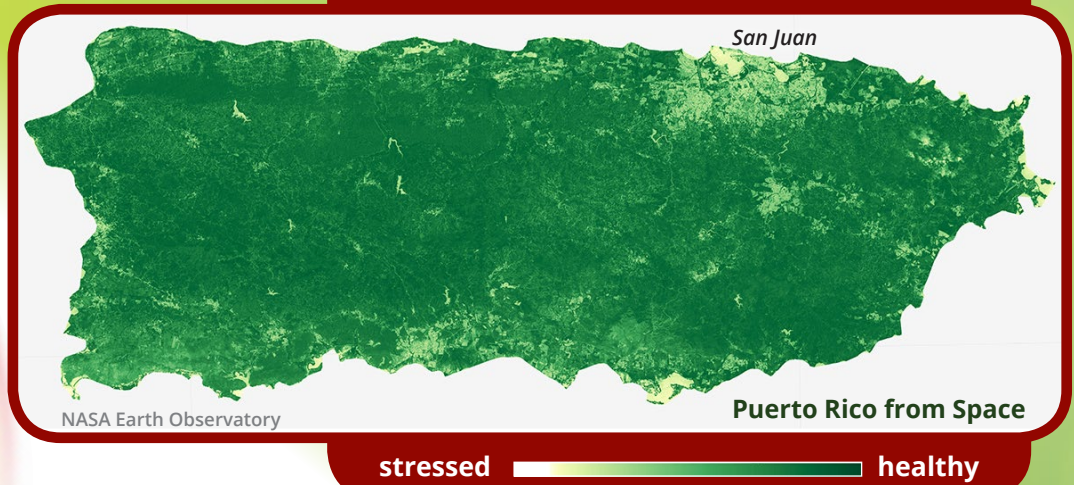 San Juan
NASA Earth Observatory
Puerto Rico from Space
stressed healthy